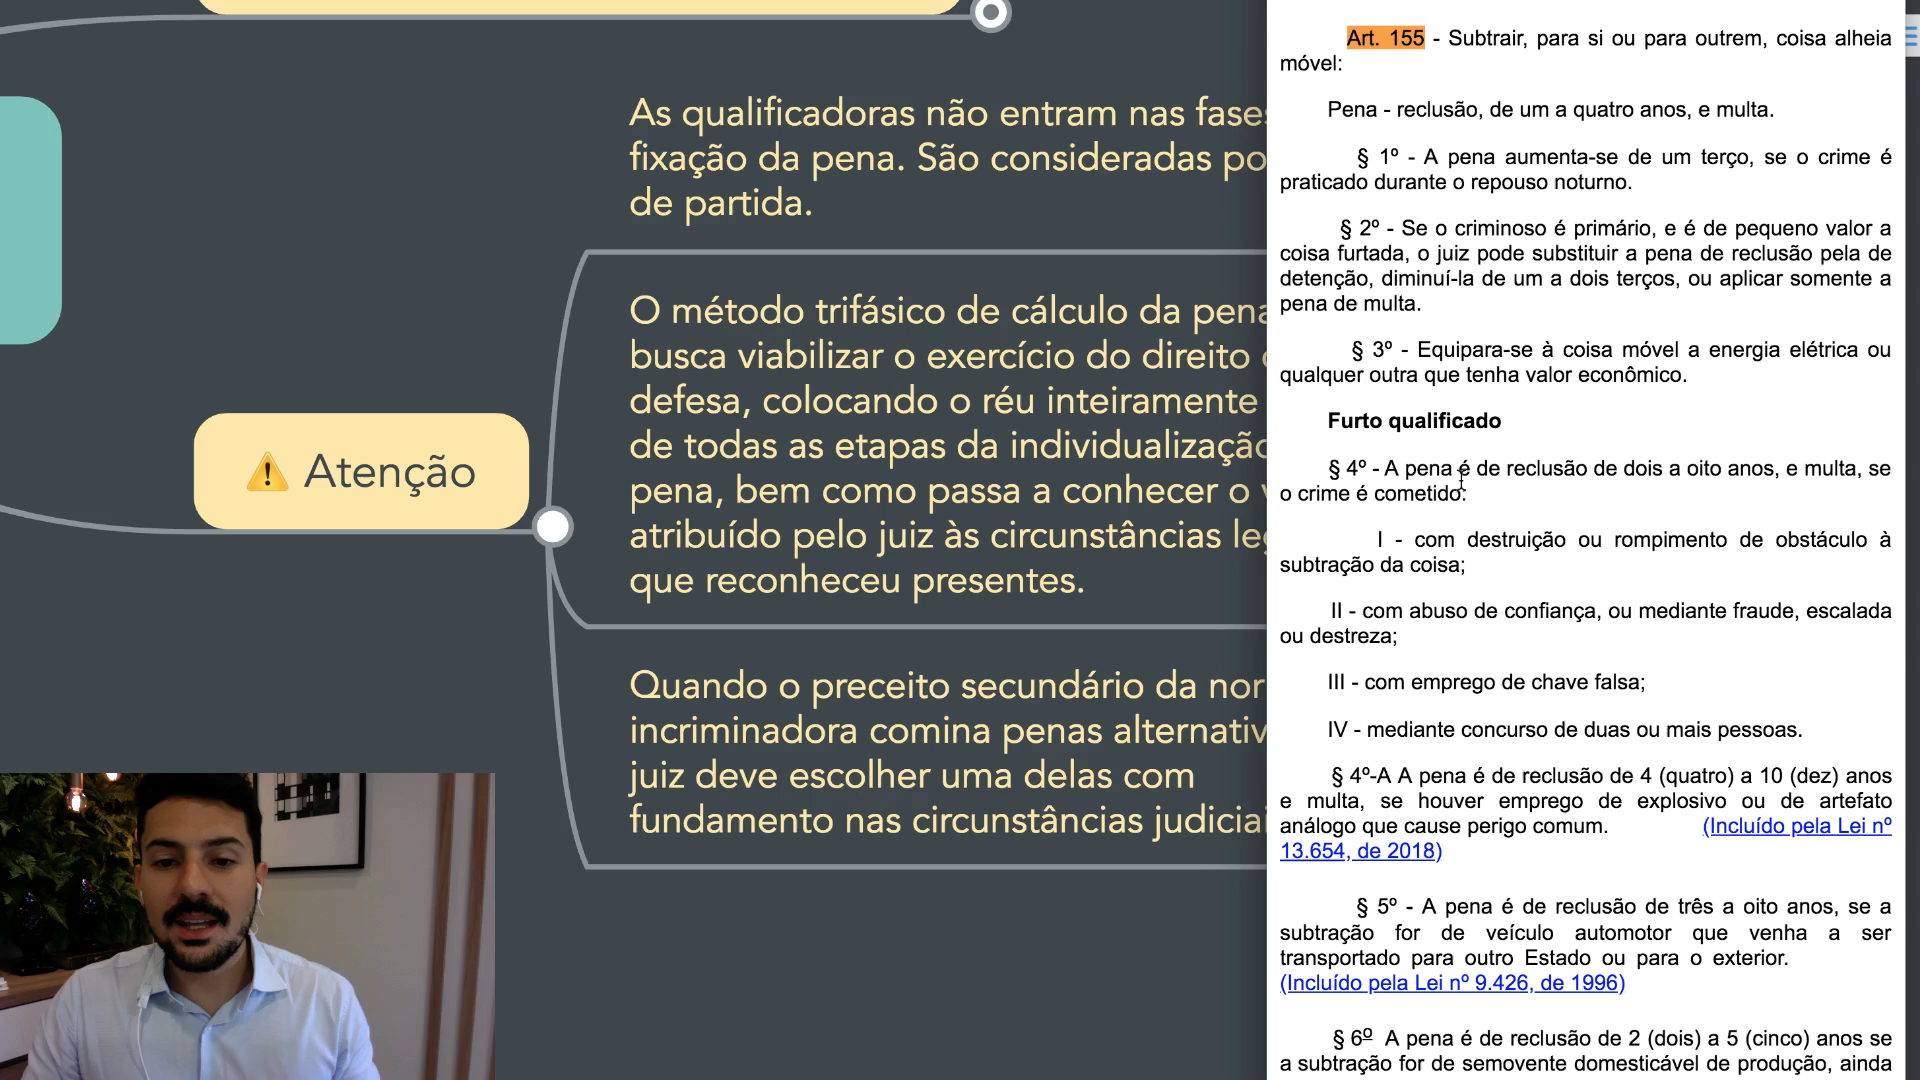 As qualificadoras não entram nas fases
fixação da pena. São consideradas
de partida.
O método trifásico de cálculo da pena
busca viabilizar o exercício do direito
defesa, colocando o réu inteiramente
de todas as etapas da individualização
pena, bem como passa a conhecer o
atribuído pelo juiz às circunstâncias
que reconheceu presentes.
⚠️ Atenção
Quando o preceito secundário da
incriminadora comina penas
juiz deve escolher uma delas com
fundamento nas circunstâncias
Art. 155 - Subtrair, para si ou para outrem, coisa alheia
móvel:
Pena - reclusão, de um a quatro anos, e multa.
§ 1º - A pena aumenta-se de um terço, se o crime é
praticado durante o repouso noturno.
§ 2º - Se o criminoso é primário, e é de pequeno valor a
coisa furtada, o juiz pode substituir a pena de reclusão pela de
detenção, diminuí-la de um a dois terços, ou aplicar somente a
pena de multa.
§ 3º - Equipara-se à coisa móvel a energia elétrica ou
qualquer outra que tenha valor econômico.
Furto qualificado
§ 4º - A pena é de reclusão de dois a oito anos, e multa, se
o crime é cometido:
I - com destruição ou rompimento de obstáculo à
subtração da coisa;
II - com abuso de confiança, ou mediante fraude, escalada
ou destreza;
III - com emprego de chave falsa;
IV - mediante concurso de duas ou mais pessoas.
§ 4º-A A pena é de reclusão de 4 (quatro) a 10 (dez) anos
e multa, se houver emprego de explosivo ou de artefato
análogo que cause perigo comum. (Incluído pela Lei nº
13.654, de 2018)
§ 5º - A pena é de reclusão de três a oito anos, se a
subtração for de veículo automotor que venha a ser
transportado para outro Estado ou para o exterior.
(Incluído pela Lei nº 9.426, de 1996)
§ 6º A pena é de reclusão de 2 (dois) a 5 (cinco) anos se
a subtração for de semovente domesticável de produção, ainda